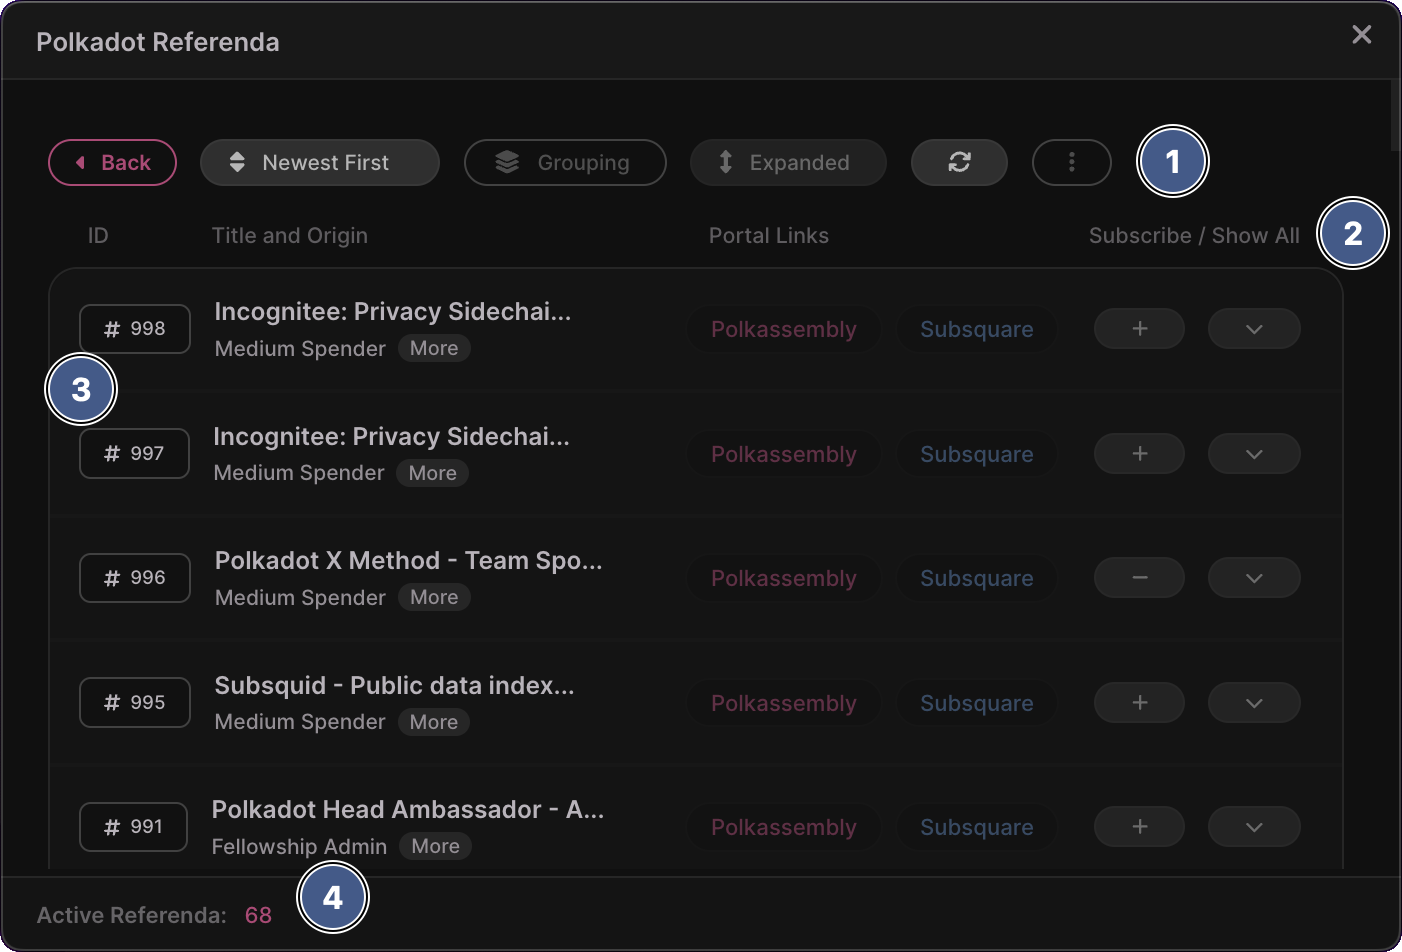 Polkadot Referenda
Back Newest First Grouping Expanded 1
ID Title and Origin Portal Links Subscribe / Show All 2
# 998 Incognitee: Privacy Sidechai... Polkassembly Subsquare
Medium Spender More
3
# 997 Incognitee: Privacy Sidechai... Polkassembly Subsquare
Medium Spender More
# 996 Polkadot X Method - Team Spo... Polkassembly Subsquare
Medium Spender More
# 995 Subsquid - Public data index... Polkassembly Subsquare
Medium Spender More
# 991 Polkadot Head Ambassador - A... Polkassembly Subsquare
Fellowship Admin More
Active Referenda: 68 4